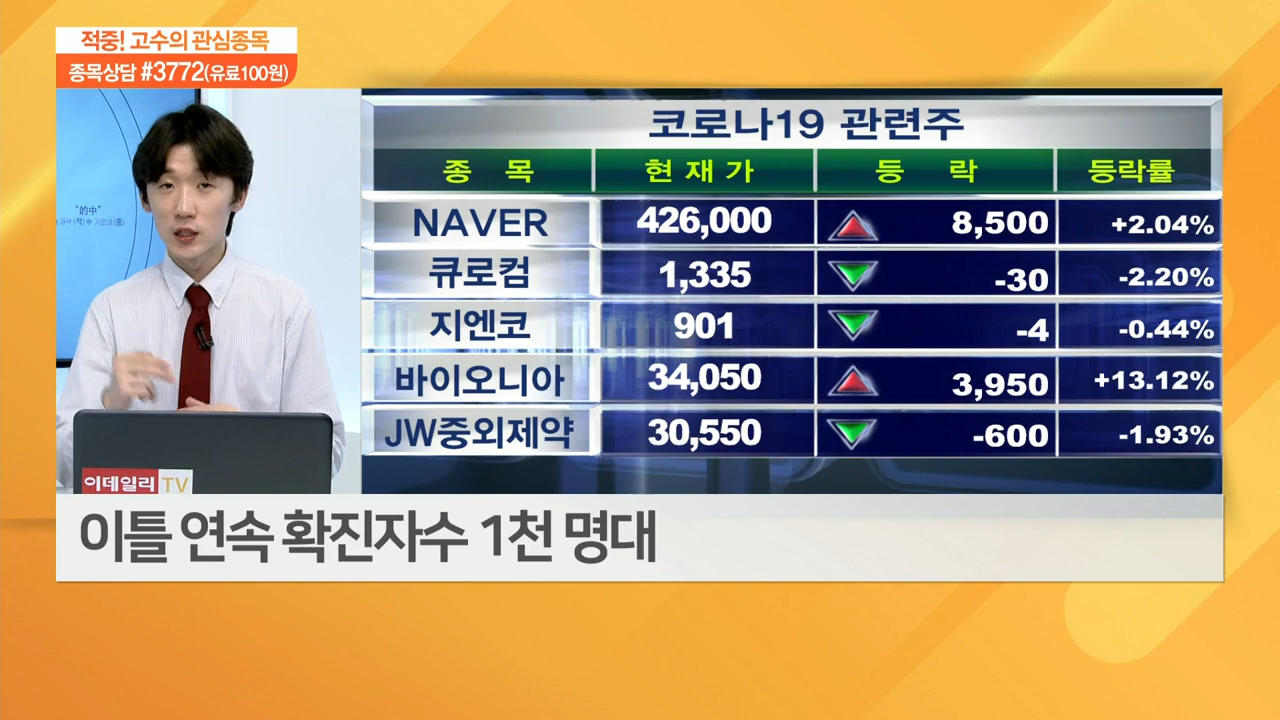 적중! 고수의 관심종목
종목상담 #3772(유료100원)
"的中"
코로나19 관련주
종 목 현 재 가 등 락 등락률
NAVER 426,000 8,500 +2.04%
큐로컴 1,335 -30 -2.20%
지엔코 901 -4 -0.44%
바이오니아 34,050 3,950 +13.12%
JW중외제약 30,550 -600 -1.93%
이데일리 TV
이틀 연속 확진자수 1천 명대